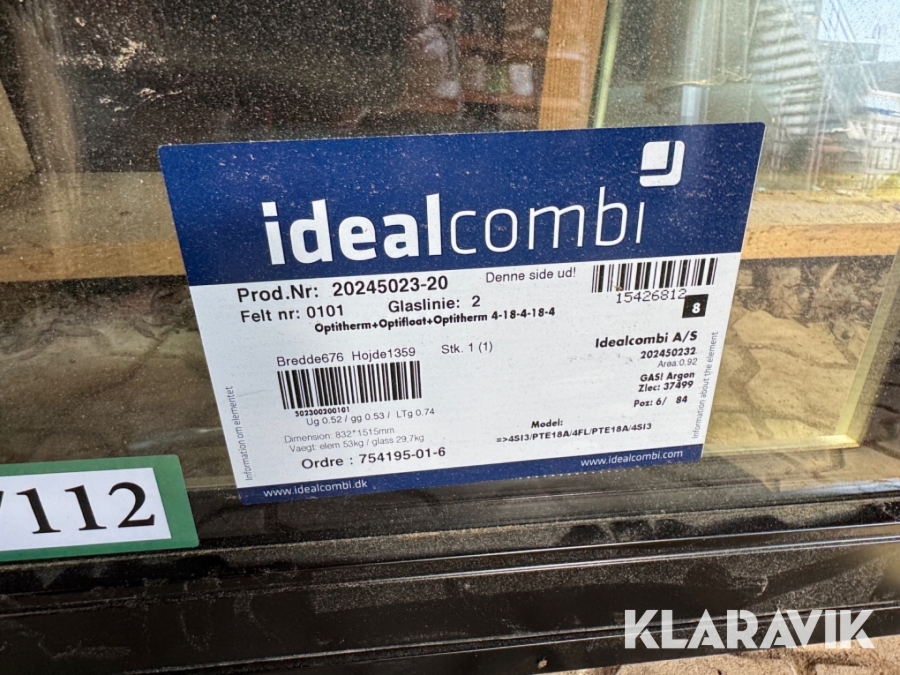 idealcombi
Prod.Nr: 20245023-20
Denne side ud!
15426812
8
Felt nr: 0101 Glaslinie: 2
Optitherm+Optifloat+Optitherm 4-18-4-18-4
Bredde676 Hojde1359 Stk. 1 (1)
Idealcombi A/S
202450232
Area:0.92
GAS! Argon
Zlec: 37499
Poz: 6/ 84
502300200101
Ug 0.52 / gg 0.53 / LTg 0.74
Dimension: 832*1515mm
Vaegt: elem 53kg / glass 29,7kg
Model:
=>4SI3/PTE18A/4FL/PTE18A/4SI3
Ordre : 754195-01-6
Information om elementet
Information about the element
www.idealcombi.dk
www.idealcombi.com
7112
KLARAVIK